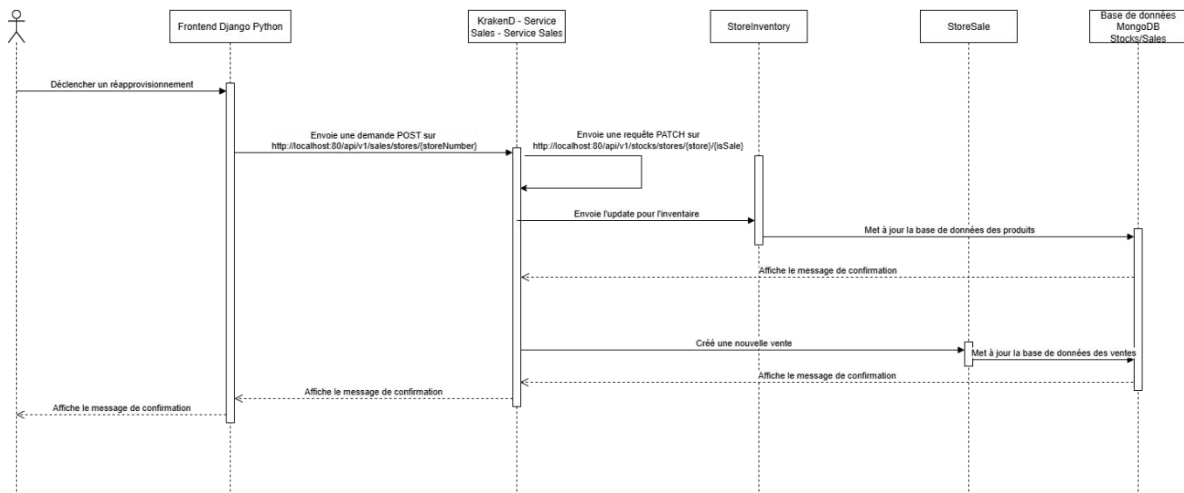 Frontend Django Python
KrakenD - Service
Sales - Service Sales
StoreInventory
StoreSale
Base de données
MongoDB
Stocks/Sales
Déclencher un réapprovisionnement
Envoie une demande POST sur
http://localhost:80/api/v1/sales/stores/{storeNumber}
Envoie une requête PATCH sur
http://localhost:80/api/v1/stocks/stores/{store}/{isSale}
Envoie l'update pour l'inventaire
Met à jour la base de données des produits
Affiche le message de confirmation
Créé une nouvelle vente
Met à jour la base de données des ventes
Affiche le message de confirmation
Affiche le message de confirmation
Affiche le message de confirmation